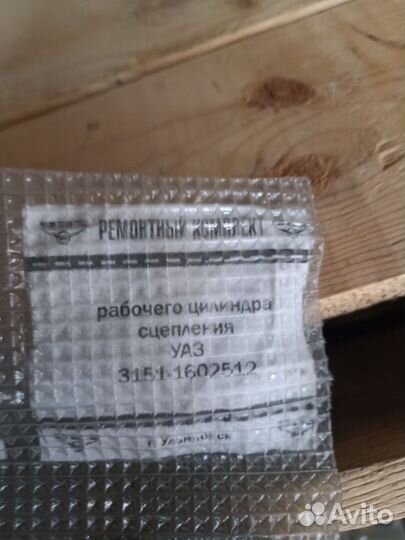 РЕМОНТНЫЙ КОМПЛЕКТ
рабочего цилиндра
сцепления
УАЗ
3151-1602512
Avito